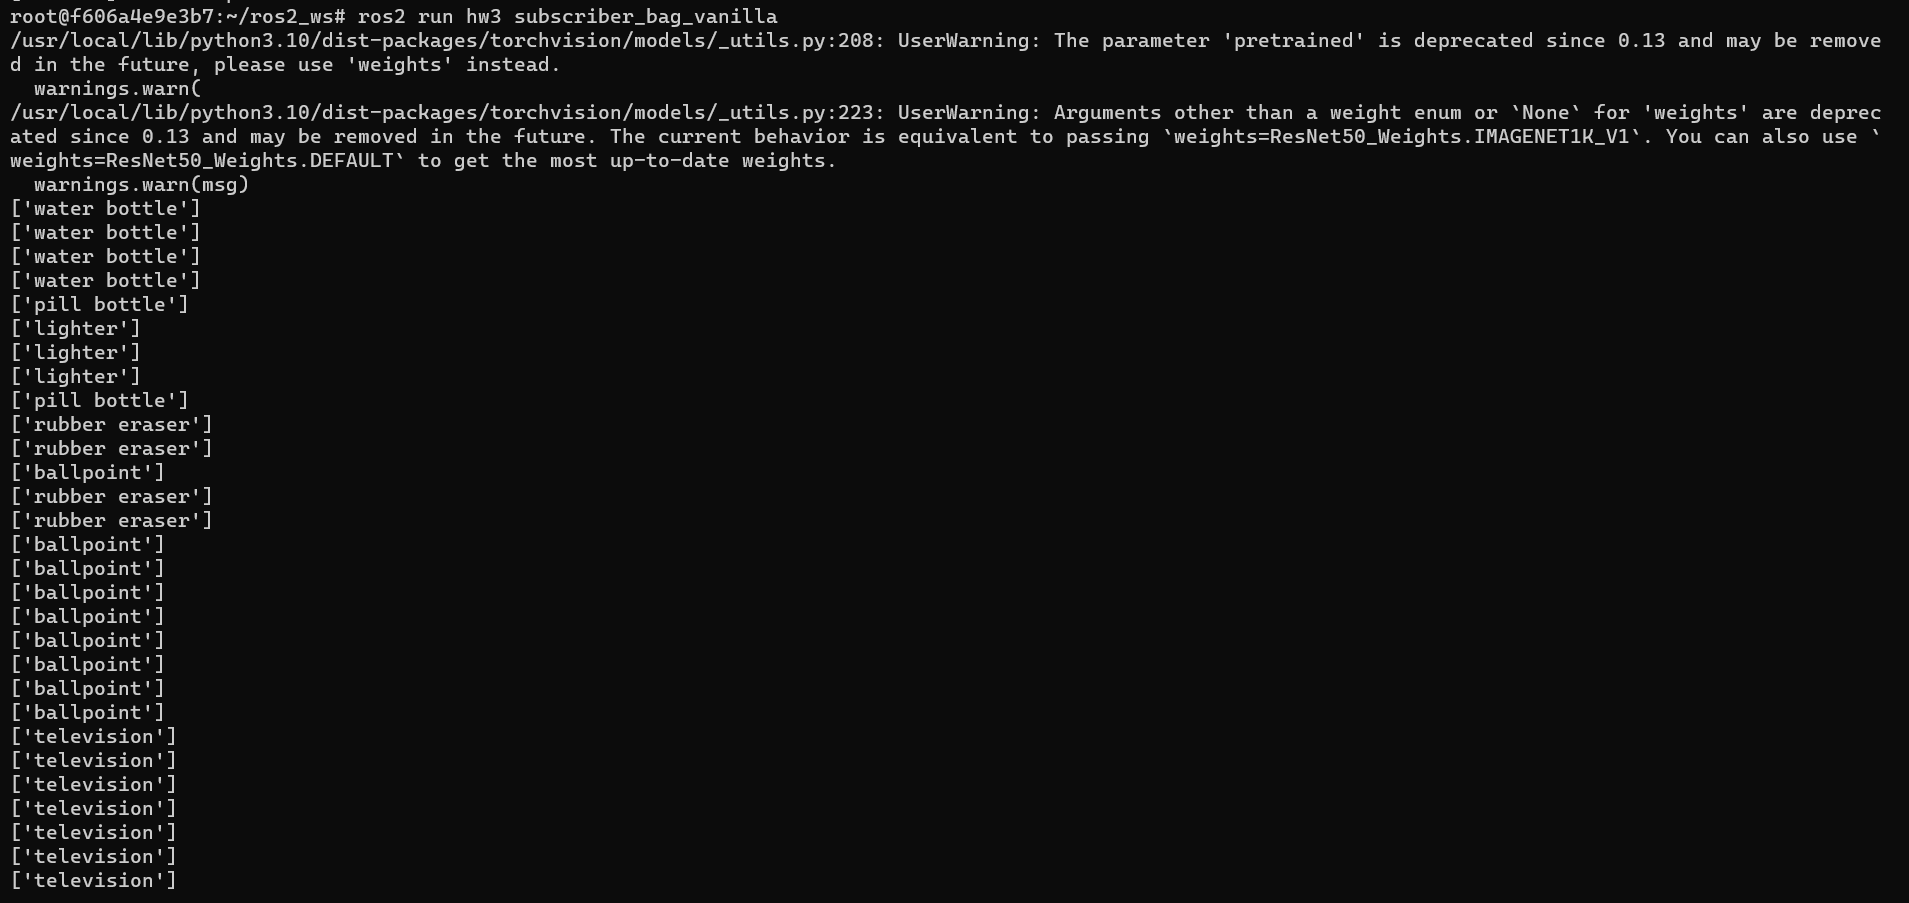 root@f606a4e9e3b7:~/ros2_ws# ros2 run hw3 subscriber_bag_vanilla
/usr/local/lib/python3.10/dist-packages/torchvision/models/_utils.py:208: UserWarning: The parameter 'pretrained' is deprecated since 0.13 and may be remove
d in the future, please use 'weights' instead.
  warnings.warn(
/usr/local/lib/python3.10/dist-packages/torchvision/models/_utils.py:223: UserWarning: Arguments other than a weight enum or `None` for 'weights' are deprec
ated since 0.13 and may be removed in the future. The current behavior is equivalent to passing `weights=ResNet50_Weights.IMAGENET1K_V1`. You can also use `
weights=ResNet50_Weights.DEFAULT` to get the most up-to-date weights.
  warnings.warn(msg)
['water bottle']
['water bottle']
['water bottle']
['water bottle']
['pill bottle']
['lighter']
['lighter']
['lighter']
['pill bottle']
['rubber eraser']
['rubber eraser']
['ballpoint']
['rubber eraser']
['rubber eraser']
['ballpoint']
['ballpoint']
['ballpoint']
['ballpoint']
['ballpoint']
['ballpoint']
['ballpoint']
['ballpoint']
['television']
['television']
['television']
['television']
['television']
['television']
['television']